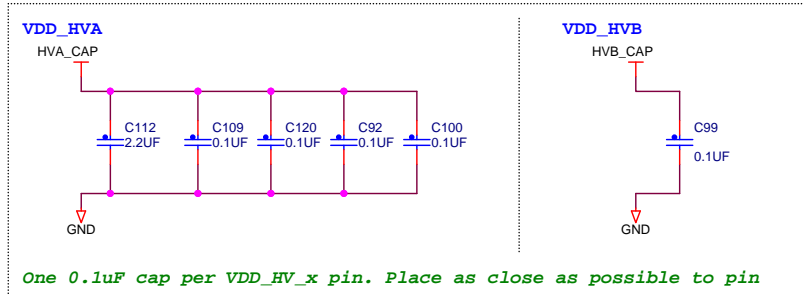 VDD_HVA
HVA_CAP
C112
2.2UF
C109
0.1UF
C120
0.1UF
C92
0.1UF
C100
0.1UF
GND
VDD_HVB
HVB_CAP
C99
0.1UF
GND
One 0.1uF cap per VDD_HV_x pin. Place as close as possible to pin